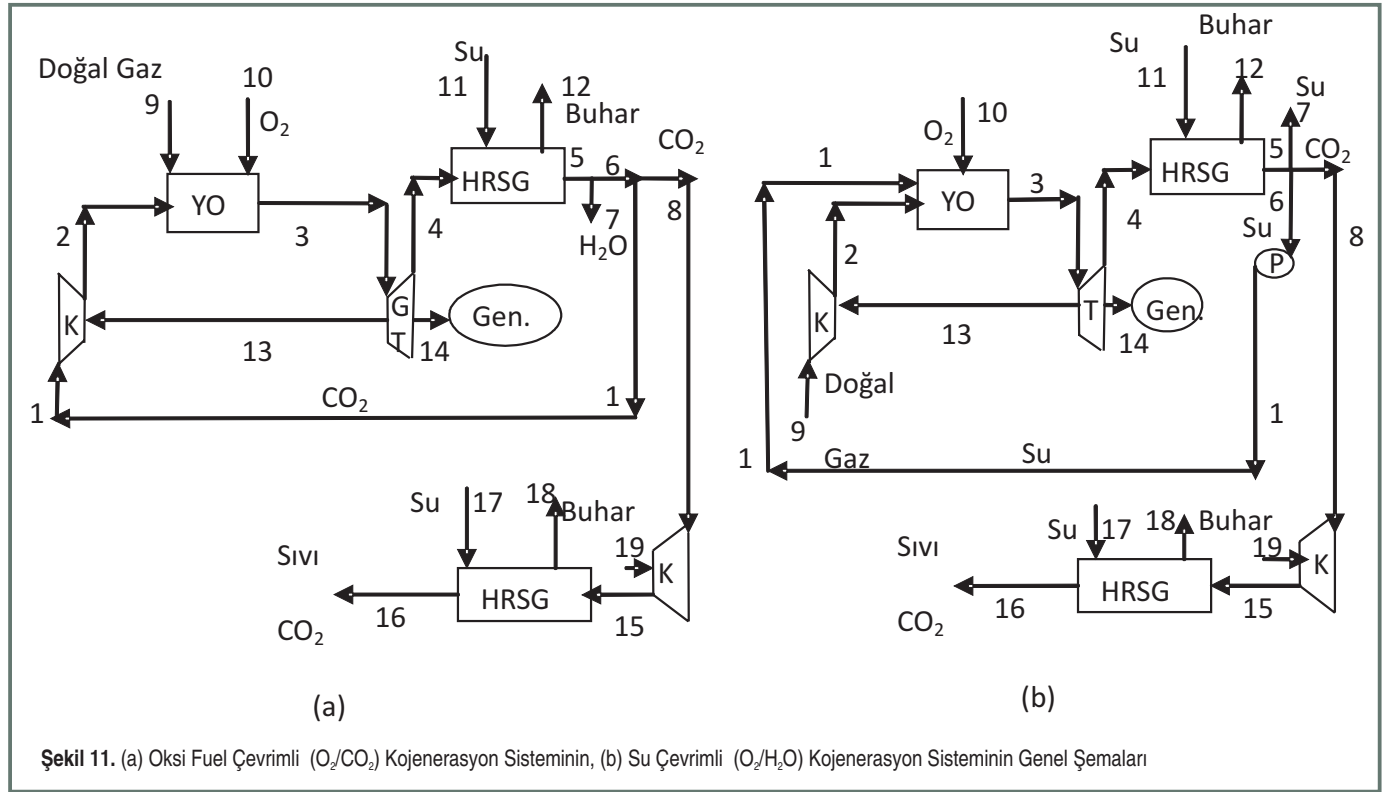 Doğal Gaz
9
10
O₂
Su
11
12
Buhar
CO₂
HRSG
5
6
7
H₂O
8
YO
2
3
4
K
G
T
Gen.
13
14
1
CO₂
1
Su
17
18
Buhar
19
K
Sıvı
HRSG
16
15
CO₂
(a)
Su
Buhar
11
12
Su
7
O₂
10
1
HRSG
5
CO₂
6
YO
3
4
Su
8
2
P
K
T
Gen.
13
14
Doğal
9
1
1
Gaz
Su
Su
17
18
Buhar
19
K
Sıvı
HRSG
16
15
CO₂
(b)
Şekil 11. (a) Oksi Fuel Çevrimli (O₂/CO₂) Kojenerasyon Sisteminin, (b) Su Çevrimli (O₂/H₂O) Kojenerasyon Sisteminin Genel Şemaları